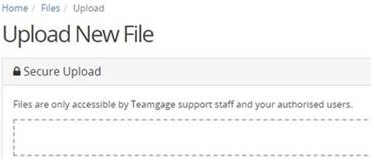 Home / Files / Upload
Upload New File
Secure Upload
Files are only accessible by Teamgage support staff and your authorised users.